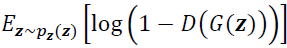 E_{𝒛~p_𝒛(𝒛)} [log(1 − D(G(𝒛)))]